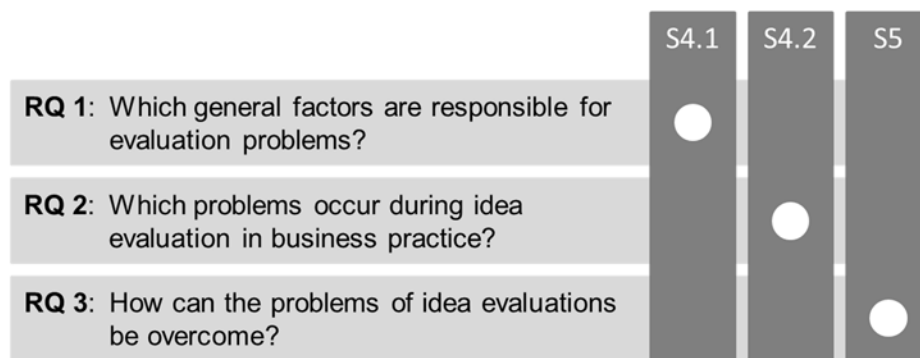 S4.1 S4.2 S5
RQ 1: Which general factors are responsible for
evaluation problems?
RQ 2: Which problems occur during idea
evaluation in business practice?
RQ 3: How can the problems of idea evaluations
be overcome?